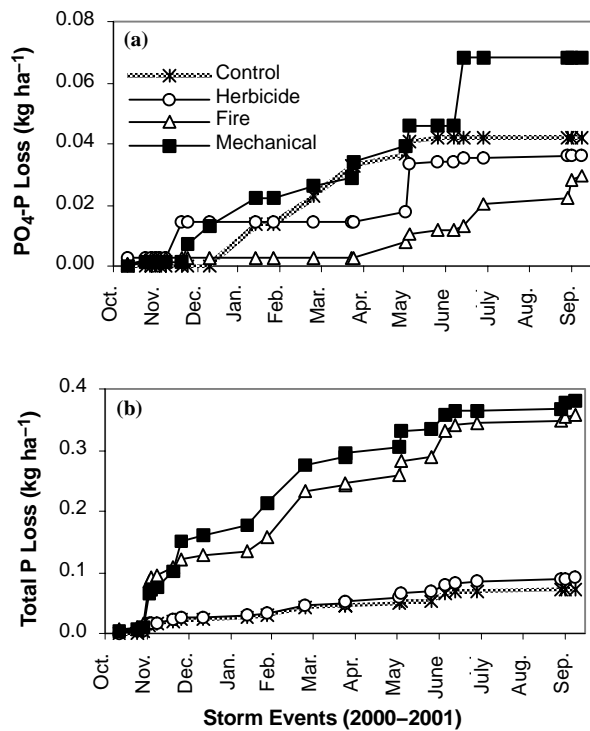 (a)
Control
Herbicide
Fire
Mechanical
PO₄-P Loss (kg ha⁻¹)
0.08
0.06
0.04
0.02
0.00
Oct. Nov. Dec. Jan. Feb. Mar. Apr. May June July Aug. Sep.
(b)
Total P Loss (kg ha⁻¹)
0.4
0.3
0.2
0.1
0.0
Oct. Nov. Dec. Jan. Feb. Mar. Apr. May June July Aug. Sep.
Storm Events (2000–2001)